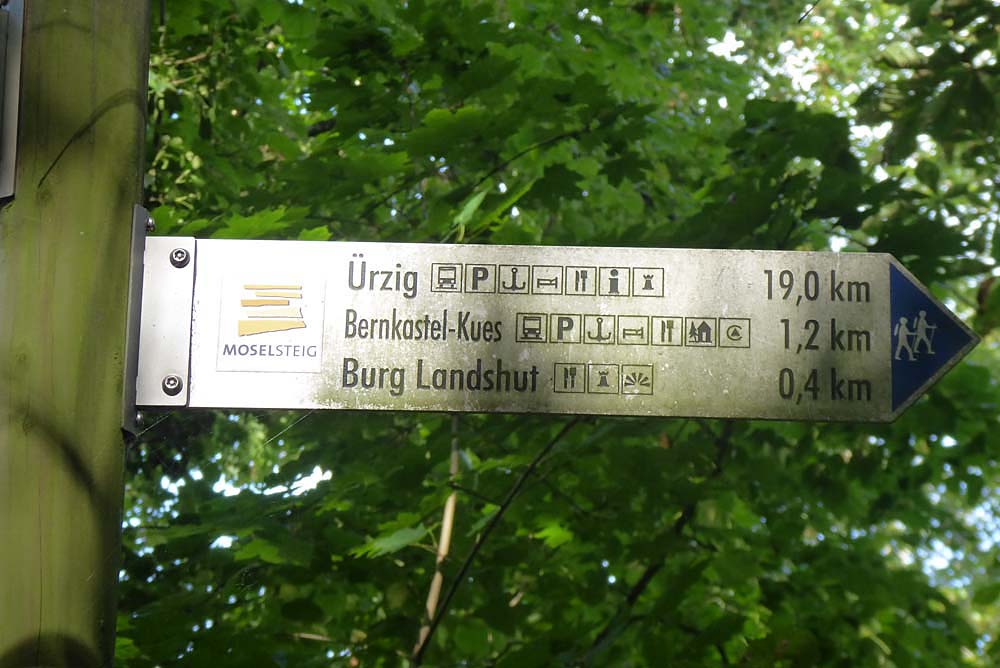 MOSELSTEIG
Ürzig P i 19,0 km
Bernkastel-Kues P 1,2 km
Burg Landshut 0,4 km